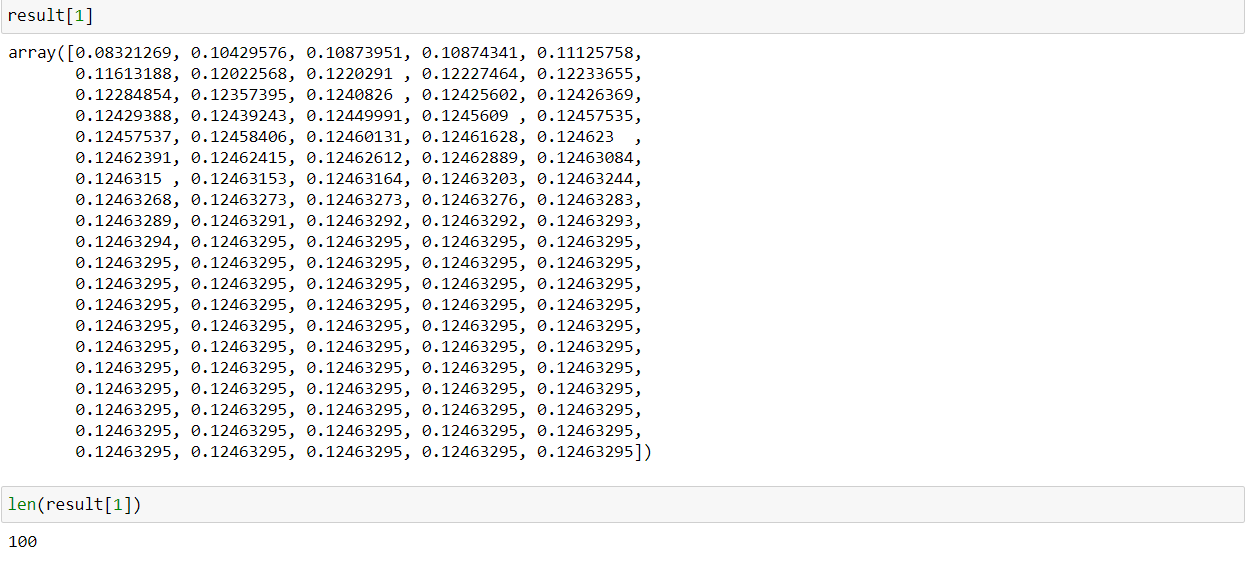 result[1]
array([0.08321269, 0.10429576, 0.10873951, 0.10874341, 0.11125758,
0.11613188, 0.12022568, 0.1220291 , 0.12227464, 0.12233655,
0.12284854, 0.12357395, 0.1240826 , 0.12425602, 0.12426369,
0.12429388, 0.12439243, 0.12449991, 0.1245609 , 0.12457535,
0.12457537, 0.12458406, 0.12460131, 0.12461628, 0.124623  ,
0.12462391, 0.12462415, 0.12462612, 0.12462889, 0.12463084,
0.1246315 , 0.12463153, 0.12463164, 0.12463203, 0.12463244,
0.12463268, 0.12463273, 0.12463273, 0.12463276, 0.12463283,
0.12463289, 0.12463291, 0.12463292, 0.12463292, 0.12463293,
0.12463294, 0.12463295, 0.12463295, 0.12463295, 0.12463295,
0.12463295, 0.12463295, 0.12463295, 0.12463295, 0.12463295,
0.12463295, 0.12463295, 0.12463295, 0.12463295, 0.12463295,
0.12463295, 0.12463295, 0.12463295, 0.12463295, 0.12463295,
0.12463295, 0.12463295, 0.12463295, 0.12463295, 0.12463295,
0.12463295, 0.12463295, 0.12463295, 0.12463295, 0.12463295,
0.12463295, 0.12463295, 0.12463295, 0.12463295, 0.12463295,
0.12463295, 0.12463295, 0.12463295, 0.12463295, 0.12463295,
0.12463295, 0.12463295, 0.12463295, 0.12463295, 0.12463295,
0.12463295, 0.12463295, 0.12463295, 0.12463295, 0.12463295,
0.12463295, 0.12463295, 0.12463295, 0.12463295, 0.12463295])
len(result[1])
100